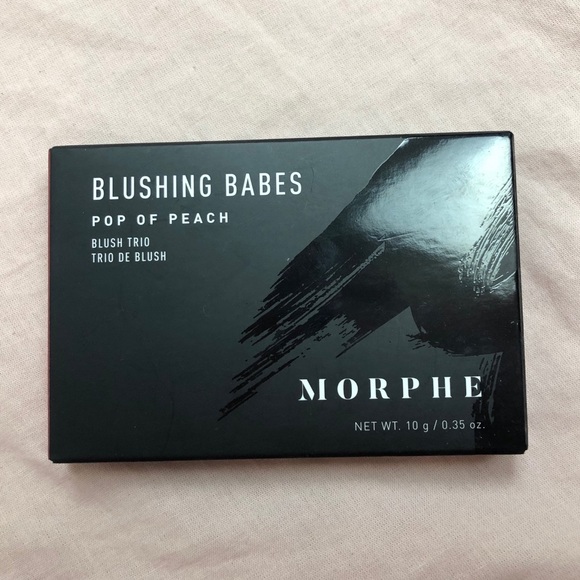 BLUSHING BABES
POP OF PEACH
BLUSH TRIO
TRIO DE BLUSH
MORPHE
NET WT. 10 g / 0.35 oz.